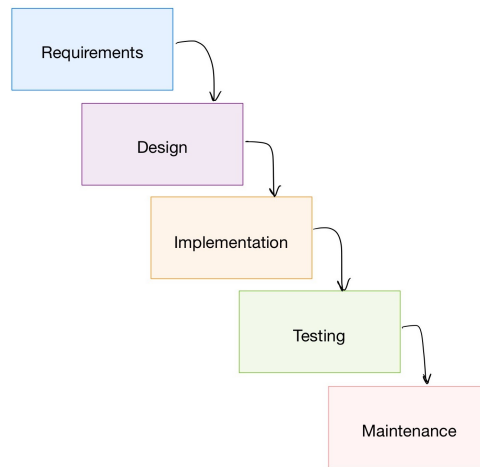 Requirements
Design
Implementation
Testing
Maintenance